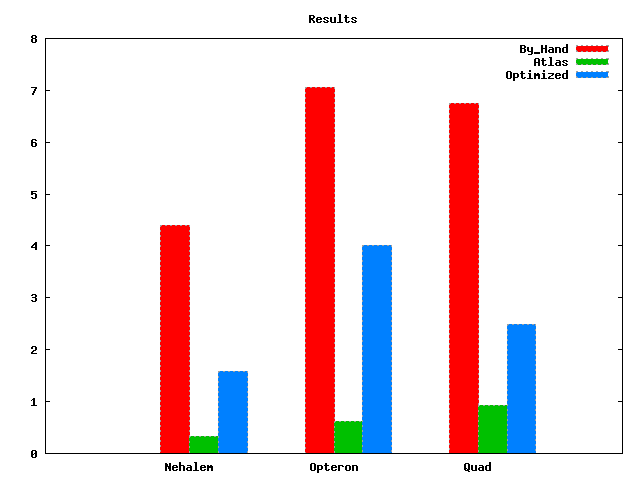 Results
8
7
6
5
4
3
2
1
0
By_Hand
Atlas
Optimized
Nehalem Opteron Quad